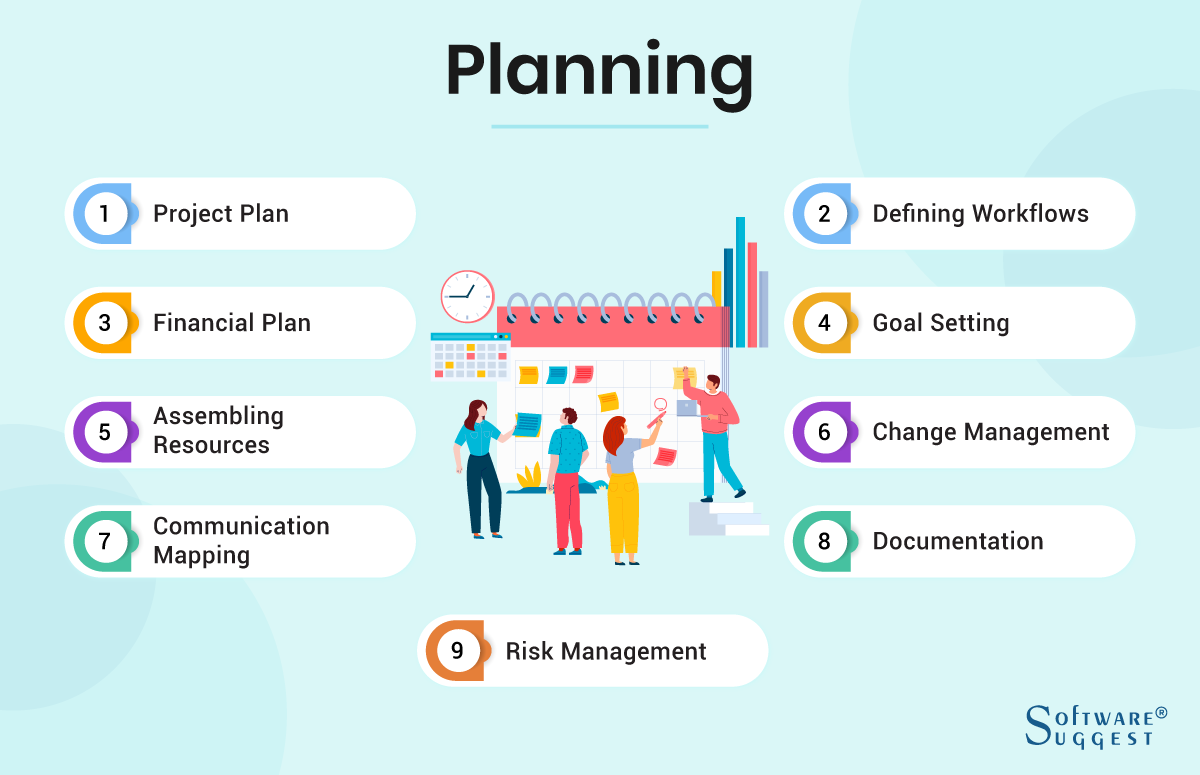 Planning
1
Project Plan
2
Defining Workflows
3
Financial Plan
4
Goal Setting
5
Assembling
Resources
6
Change Management
7
Communication
Mapping
8
Documentation
9
Risk Management
SOFTWARE®
SUGGEST